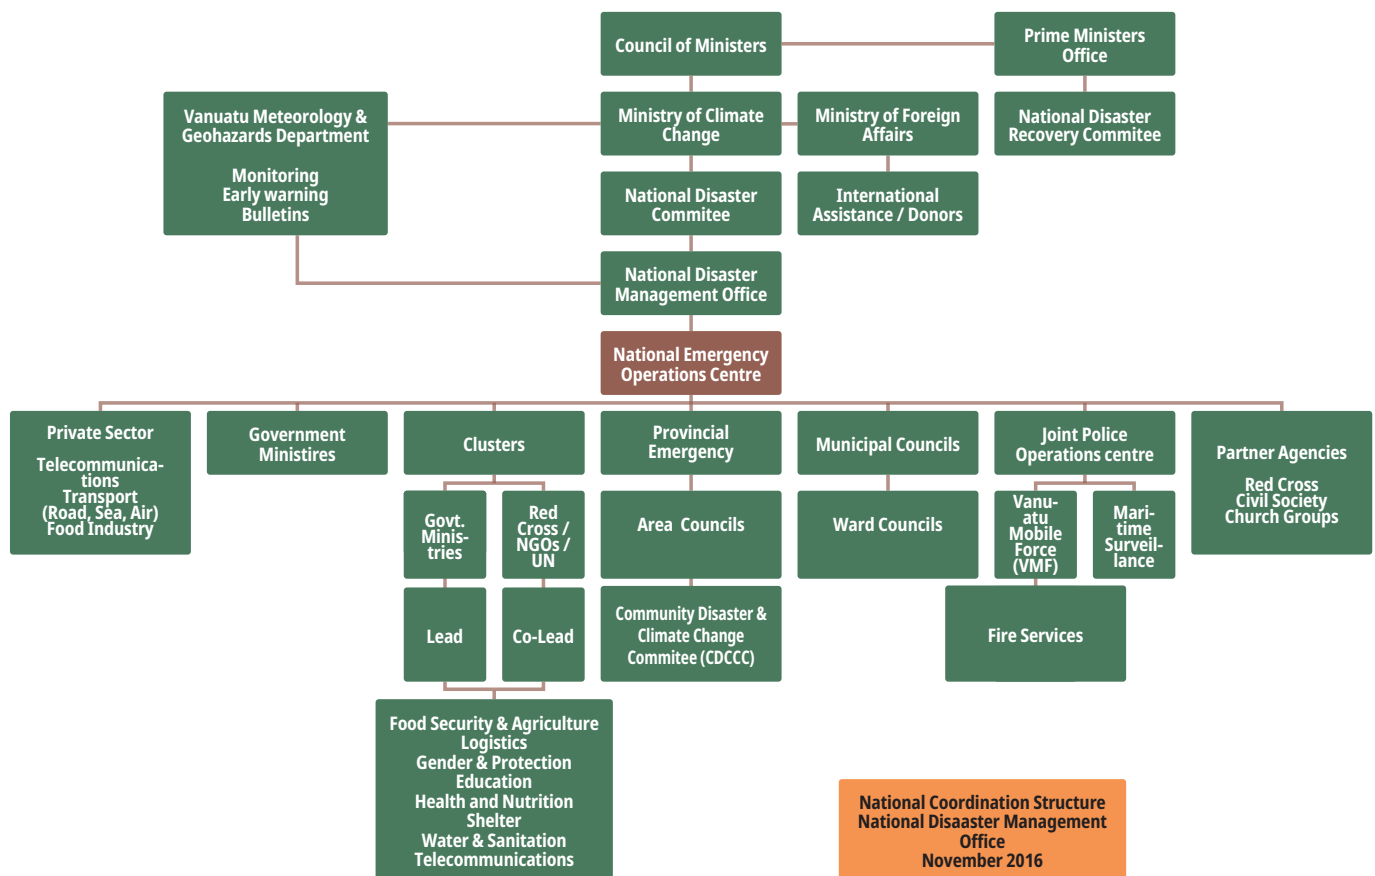 Council of Ministers
Prime Ministers
Office
Vanuatu Meteorology &
Geohazards Department
Monitoring
Early warning
Bulletins
Ministry of Climate
Change
Ministry of Foreign
Affairs
National Disaster
Recovery Commitee
National Disaster
Commitee
International
Assistance / Donors
National Disaster
Management Office
National Emergency
Operations Centre
Private Sector
Telecommunica-
tions
Transport
(Road, Sea, Air)
Food Industry
Government
Ministires
Clusters
Provincial
Emergency
Municipal Councils
Joint Police
Operations centre
Partner Agencies
Red Cross
Civil Society
Church Groups
Govt.
Minis-
tries
Red
Cross /
NGOs /
UN
Area Councils
Ward Councils
Vanu-
atu
Mobile
Force
(VMF)
Mari-
time
Surveil-
lance
Lead
Co-Lead
Community Disaster &
Climate Change
Commitee (CDCCC)
Fire Services
Food Security & Agriculture
Logistics
Gender & Protection
Education
Health and Nutrition
Shelter
Water & Sanitation
Telecommunications
National Coordination Structure
National Disaaster Management
Office
November 2016